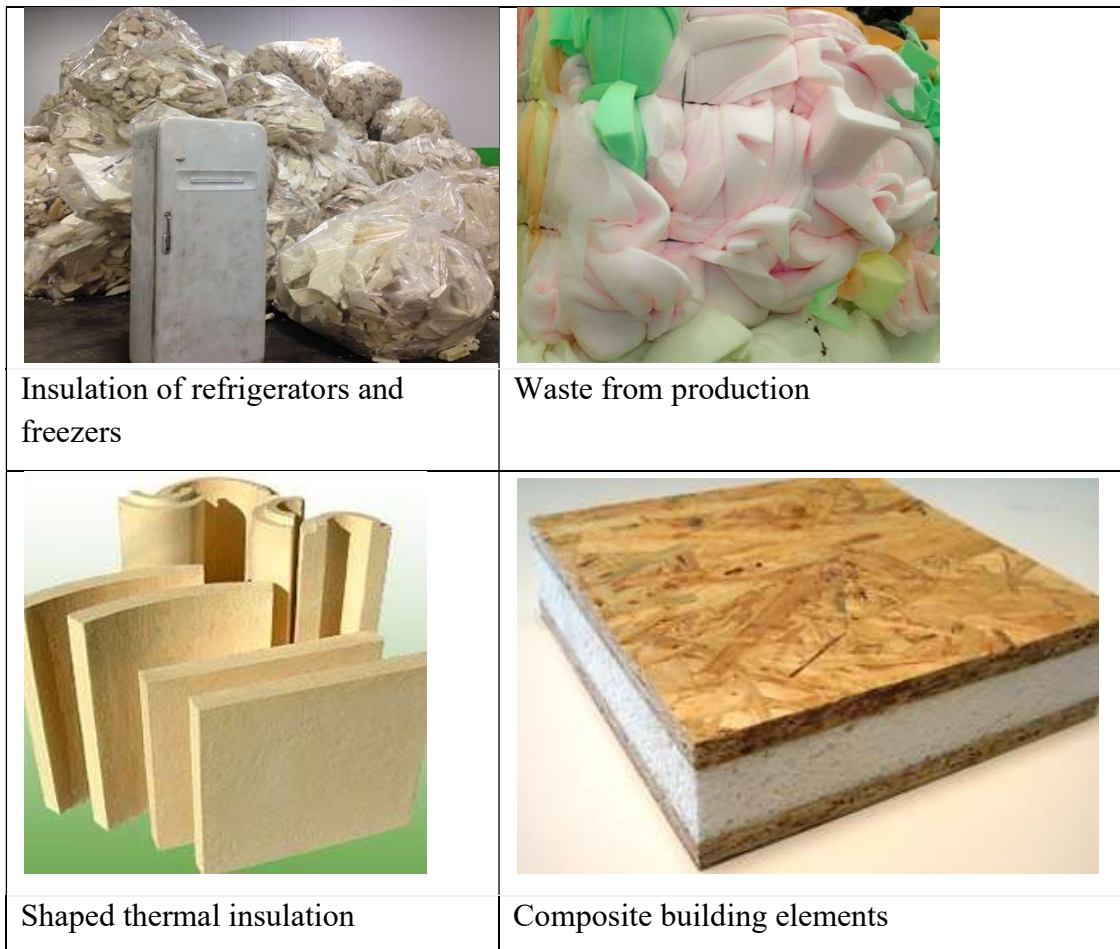 Insulation of refrigerators and
freezers
Waste from production
Shaped thermal insulation
Composite building elements